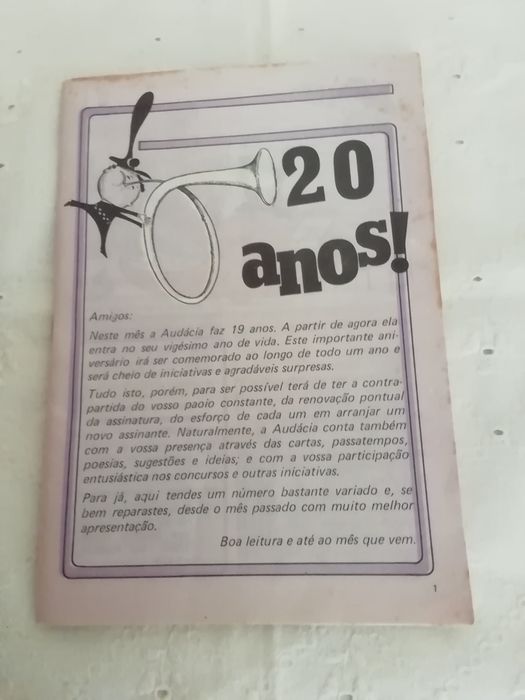 20
anos!
Amigos:
Neste mês a Audácia faz 19 anos. A partir de agora ela
entra no seu vigésimo ano de vida. Este importante ani-
versário irá ser comemorado ao longo de todo um ano e
será cheio de iniciativas e agradáveis surpresas.
Tudo isto, porém, para ser possível terá de ter a contra-
partida do vosso paoio constante, da renovação pontual
da assinatura, do esforço de cada um em arranjar um
novo assinante. Naturalmente, a Audácia conta também
com a vossa presença através das cartas, passatempos,
poesias, sugestões e ideias; e com a vossa participação
entusiástica nos concursos e outras iniciativas.
Para já, aqui tendes um número bastante variado e, se
bem reparastes, desde o mês passado com muito melhor
apresentação.
Boa leitura e até ao mês que vem.
1